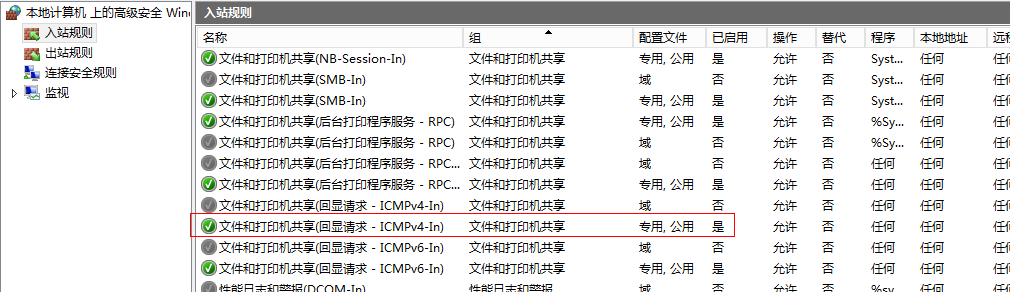 本地计算机 上的高级安全 Win
入站规则
出站规则
连接安全规则
监视
入站规则
名称 组 配置文件 已启用 操作 替代 程序 本地地址 远程
文件和打印机共享(NB-Session-In) 文件和打印机共享 专用, 公用 是 允许 否 Syst... 任何 任何
文件和打印机共享(SMB-In) 文件和打印机共享 域 否 允许 否 Syst... 任何 任何
文件和打印机共享(SMB-In) 文件和打印机共享 专用, 公用 是 允许 否 Syst... 任何 任何
文件和打印机共享(后台打印程序服务 - RPC) 文件和打印机共享 专用, 公用 是 允许 否 %Sy... 任何 任何
文件和打印机共享(后台打印程序服务 - RPC) 文件和打印机共享 域 否 允许 否 %Sy... 任何 任何
文件和打印机共享(后台打印程序服务 - RPC... 文件和打印机共享 域 否 允许 否 任何 任何 任何
文件和打印机共享(后台打印程序服务 - RPC... 文件和打印机共享 专用, 公用 是 允许 否 任何 任何 任何
文件和打印机共享(回显请求 - ICMPv4-In) 文件和打印机共享 域 否 允许 否 任何 任何 任何
文件和打印机共享(回显请求 - ICMPv4-In) 文件和打印机共享 专用, 公用 是 允许 否 任何 任何 任何
文件和打印机共享(回显请求 - ICMPv6-In) 文件和打印机共享 域 否 允许 否 任何 任何 任何
文件和打印机共享(回显请求 - ICMPv6-In) 文件和打印机共享 专用, 公用 是 允许 否 任何 任何 任何
性能日志和警报(DCOM-In) 性能日志和警报 域 否 允许 否 %sy... 任何 任何